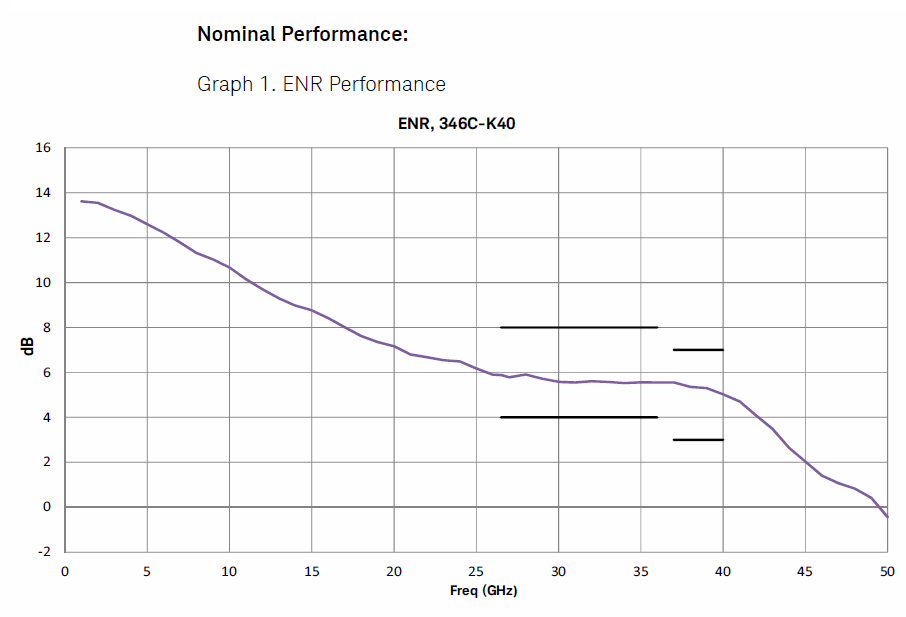 Nominal Performance:
Graph 1. ENR Performance
ENR, 346C-K40
16
14
12
10
8
6
4
2
0
-2
dB
0 5 10 15 20 25 30 35 40 45 50
Freq (GHz)